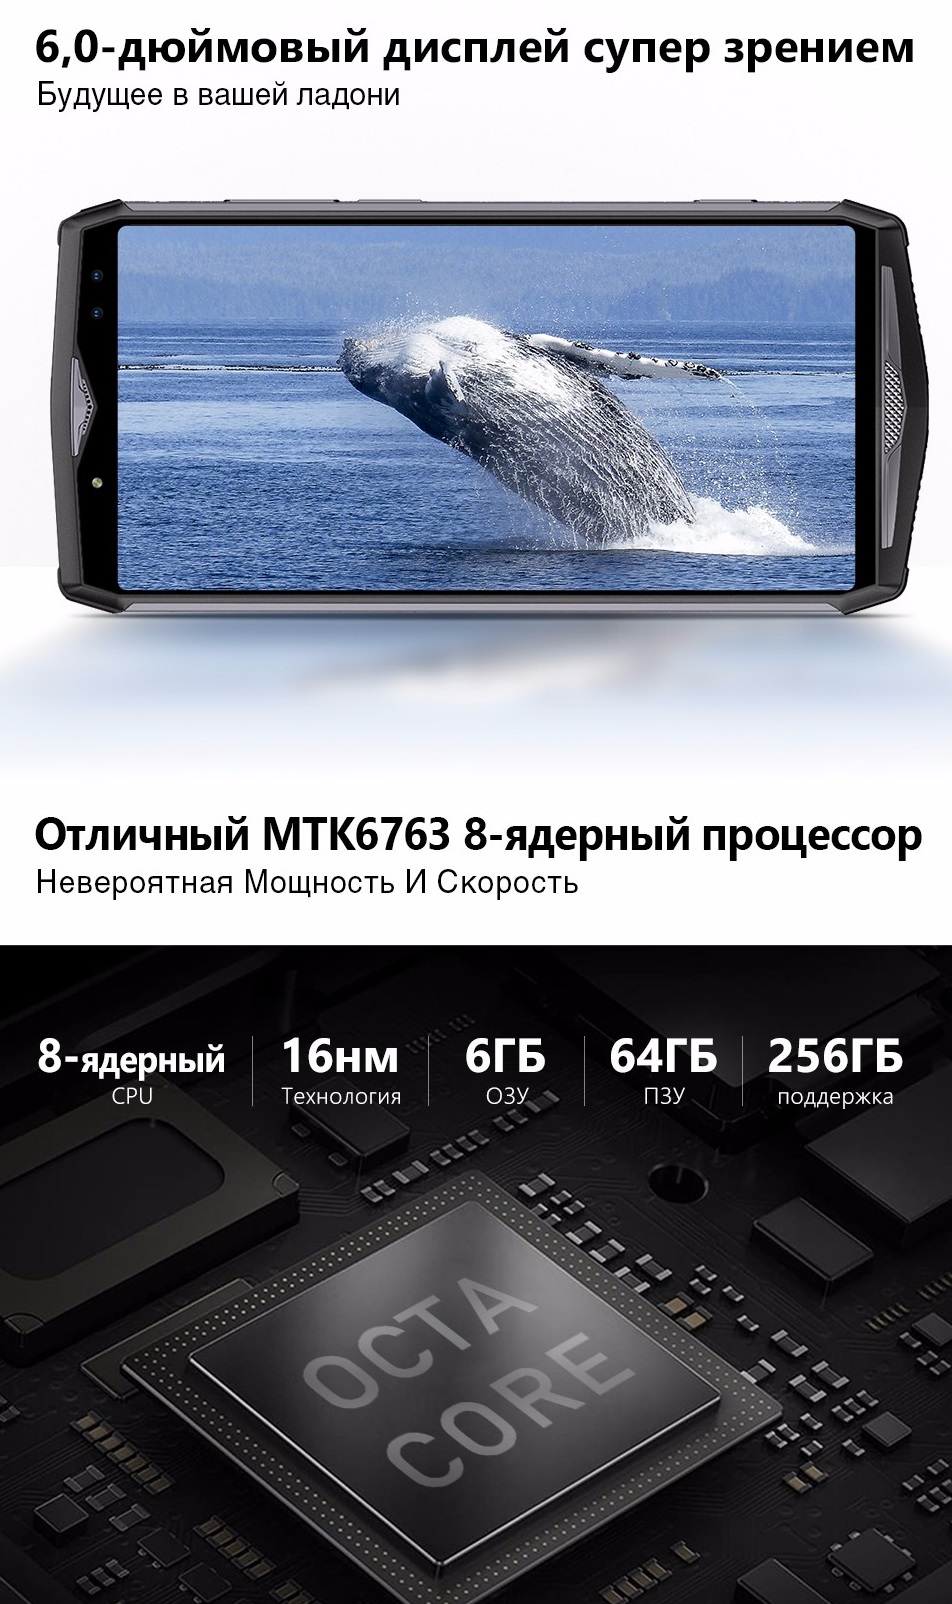 6,0-дюймовый дисплей супер зрением
Будущее в вашей ладони
Отличный MTK6763 8-ядерный процессор
Невероятная Мощность И Скорость
8-ядерный 16нм 6ГБ 64ГБ 256ГБ
CPU Технология ОЗУ ПЗУ поддержка
OCTA
CORE